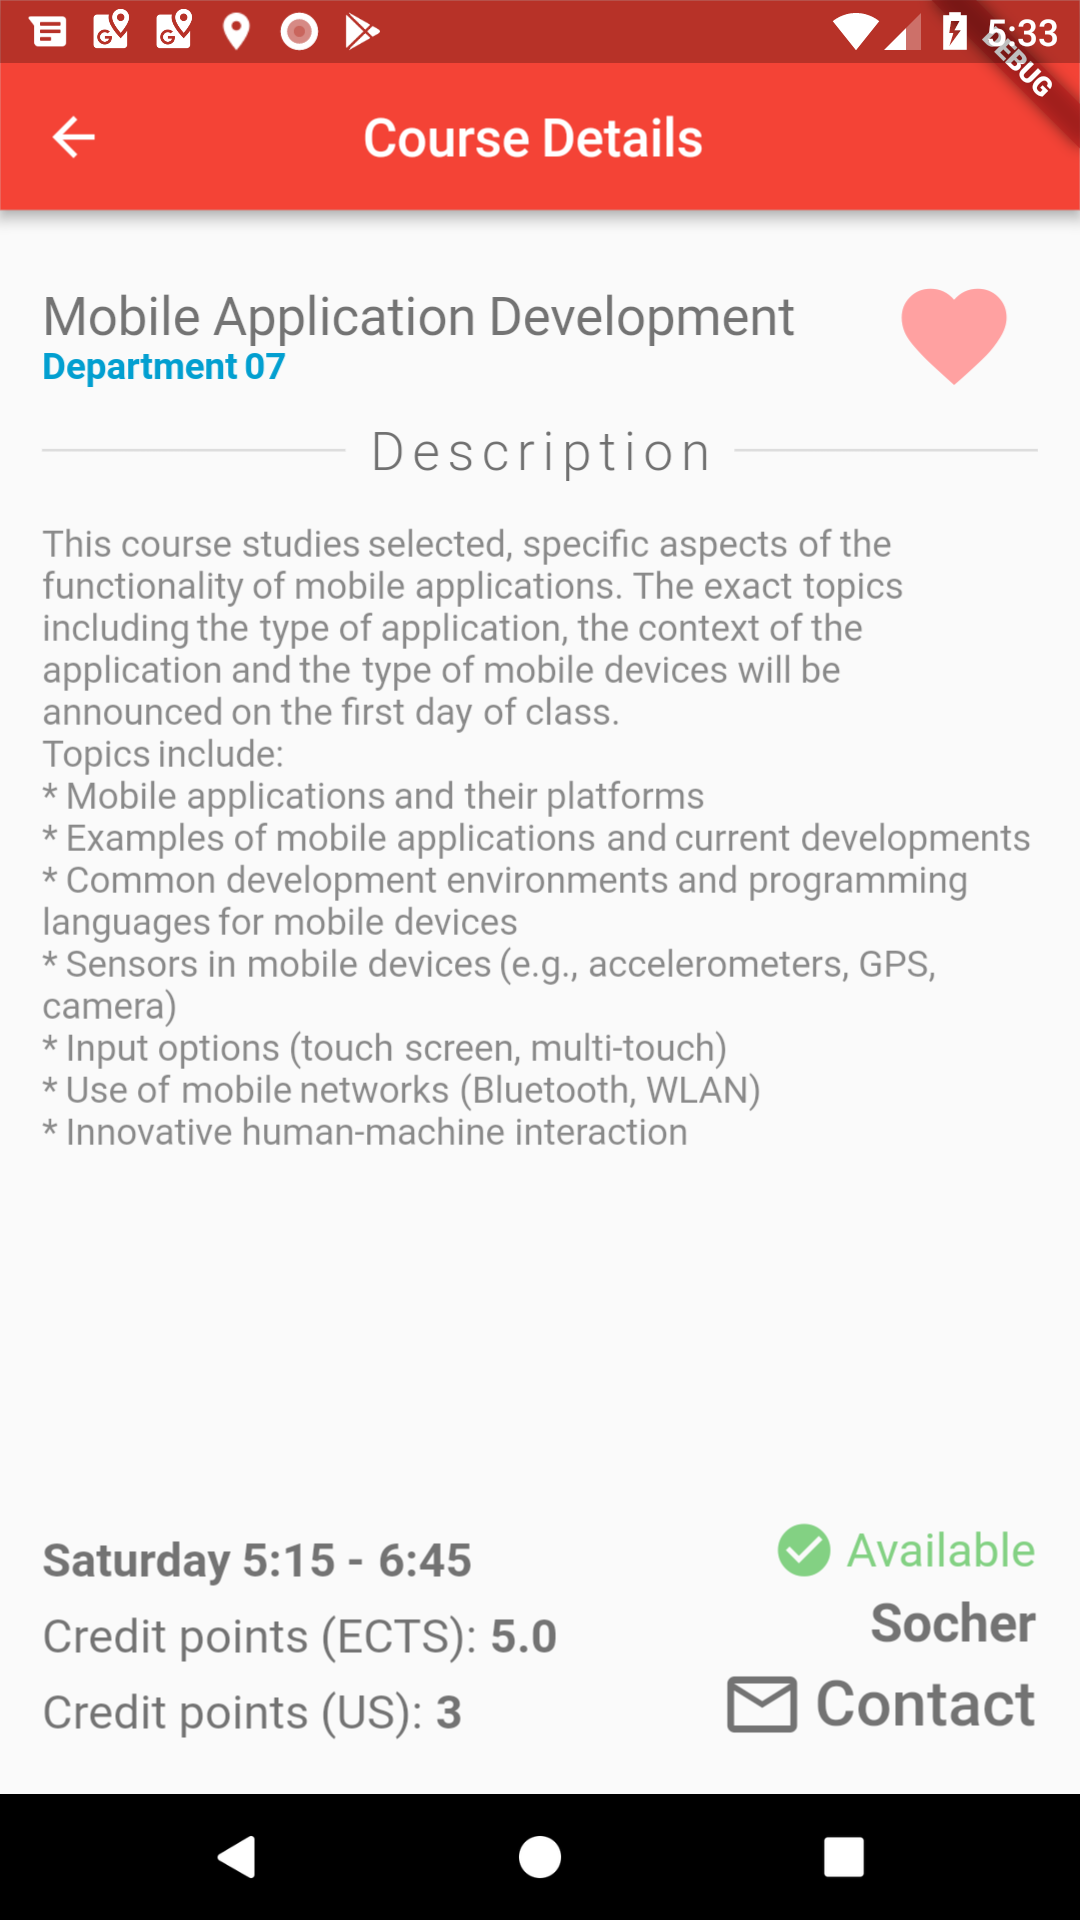 5:33
DEBUG
Course Details
Mobile Application Development
Department 07
Description
This course studies selected, specific aspects of the
functionality of mobile applications. The exact topics
including the type of application, the context of the
application and the type of mobile devices will be
announced on the first day of class.
Topics include:
* Mobile applications and their platforms
* Examples of mobile applications and current developments
* Common development environments and programming
languages for mobile devices
* Sensors in mobile devices (e.g., accelerometers, GPS,
camera)
* Input options (touch screen, multi-touch)
* Use of mobile networks (Bluetooth, WLAN)
* Innovative human-machine interaction
Saturday 5:15 - 6:45
Credit points (ECTS): 5.0
Credit points (US): 3
Available
Socher
Contact